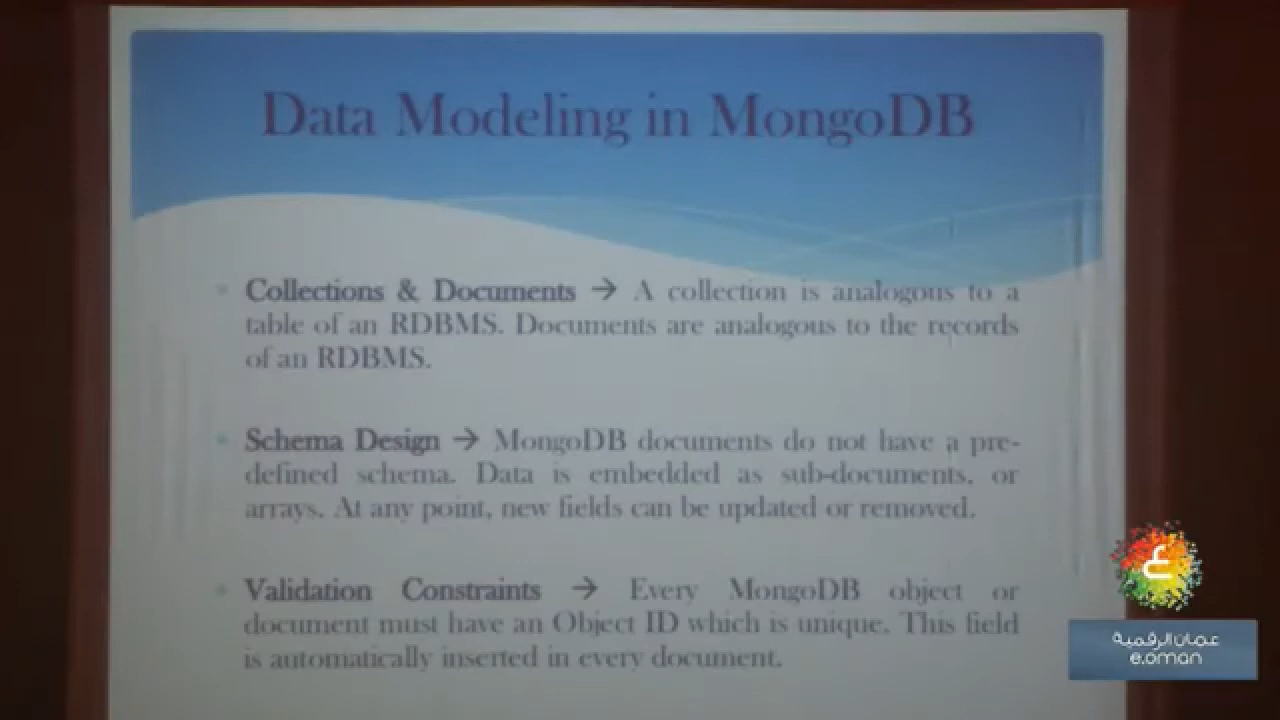 Data Modeling in MongoDB
Collections & Documents → A collection is analogous to a
table of an RDBMS. Documents are analogous to the records
of an RDBMS.
Schema Design → MongoDB documents do not have a pre-
defined schema. Data is embedded as sub-documents, or
arrays. At any point, new fields can be updated or removed.
Validation Constraints → Every MongoDB object or
document must have an Object ID which is unique. This field
is automatically inserted in every document.
ع
عمان الرقمية
e.oman